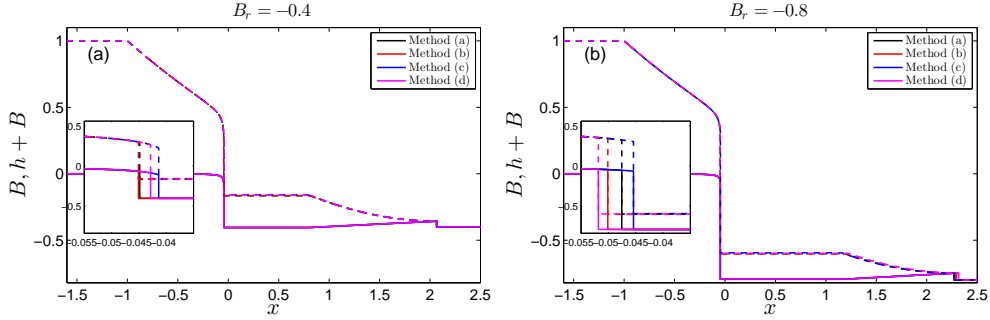 B_r = −0.4
(a)
Method (a)
Method (b)
Method (c)
Method (d)
B, h + B
1
0.5
0
−0.5
0.5
0
−0.5
−0.055−0.05−0.045−0.04
−1.5 −1 −0.5 0 0.5 1 1.5 2 2.5
x
B_r = −0.8
(b)
Method (a)
Method (b)
Method (c)
Method (d)
B, h + B
1
0.5
0
−0.5
0.5
0
−0.5
−0.055−0.05−0.045−0.04
−1.5 −1 −0.5 0 0.5 1 1.5 2 2.5
x